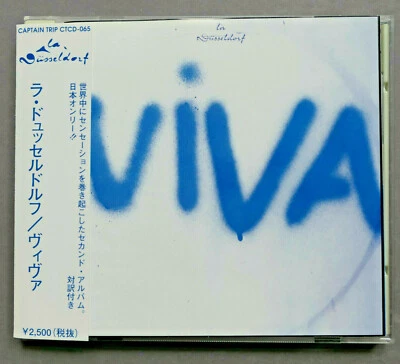 CAPTAIN TRIP CTCD-065
La
Düsseldorf
世界中にセンセーションを巻き起こしたセカンド・アルバム。
日本オンリー!!
対訳付き
ラ・ドュッセルドルフ/ヴィヴァ
¥2,500(税抜)
la
düsseldorf
ViVA